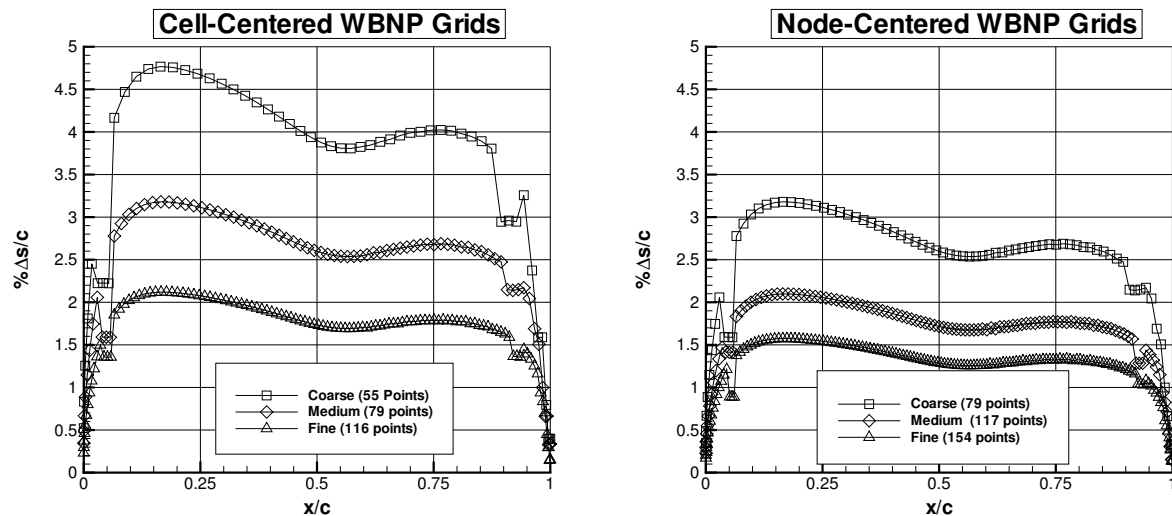 Cell-Centered WBNP Grids
5
4.5
4
3.5
3
2.5
2
1.5
1
0.5
0
%Δs/c
0 0.25 0.5 0.75 1
x/c
Coarse (55 Points)
Medium (79 points)
Fine (116 points)
Node-Centered WBNP Grids
5
4.5
4
3.5
3
2.5
2
1.5
1
0.5
0
%Δs/c
0 0.25 0.5 0.75 1
x/c
Coarse (79 points)
Medium (117 points)
Fine (154 points)